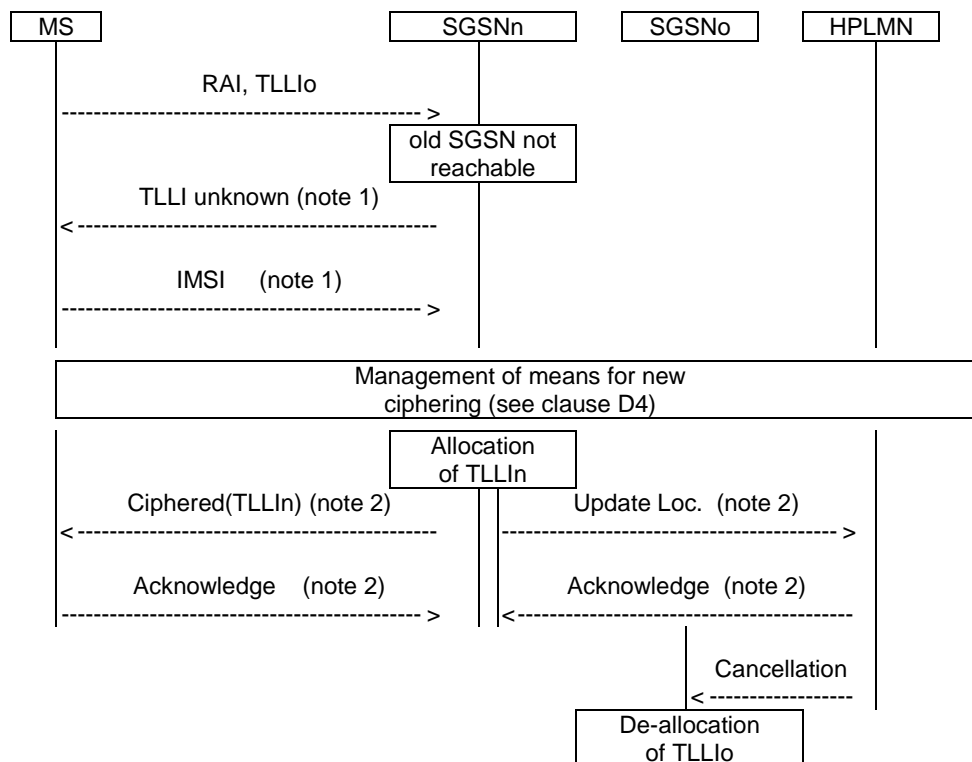 MS SGSNn SGSNo HPLMN
RAI, TLLIo
old SGSN not
reachable
TLLI unknown (note 1)
IMSI (note 1)
Management of means for new
ciphering (see clause D4)
Allocation
of TLLIn
Ciphered(TLLIn) (note 2) Update Loc. (note 2)
Acknowledge (note 2) Acknowledge (note 2)
Cancellation
De-allocation
of TLLIo